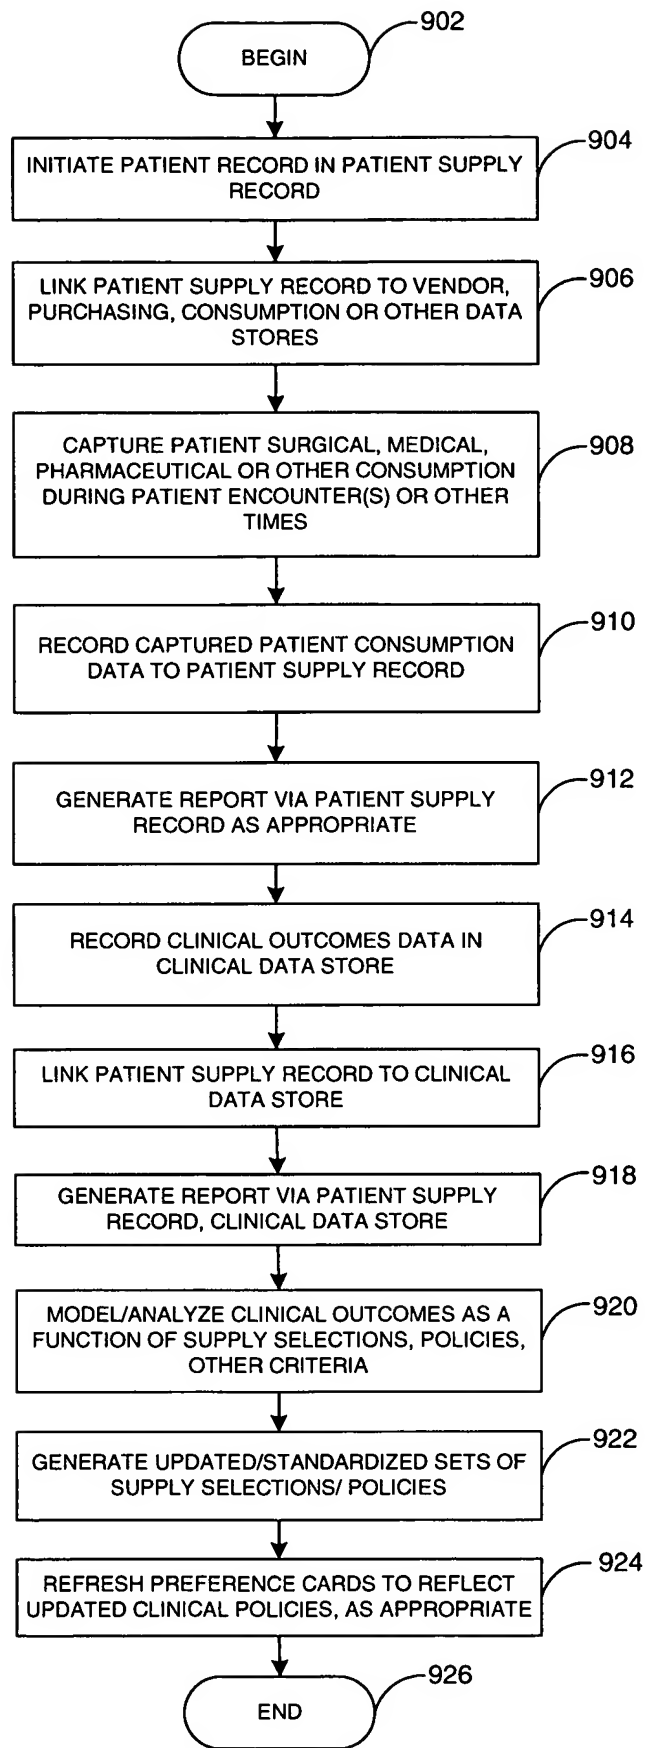 902
BEGIN
904
INITIATE PATIENT RECORD IN PATIENT SUPPLY
RECORD
906
LINK PATIENT SUPPLY RECORD TO VENDOR,
PURCHASING, CONSUMPTION OR OTHER DATA
STORES
908
CAPTURE PATIENT SURGICAL, MEDICAL,
PHARMACEUTICAL OR OTHER CONSUMPTION
DURING PATIENT ENCOUNTER(S) OR OTHER
TIMES
910
RECORD CAPTURED PATIENT CONSUMPTION
DATA TO PATIENT SUPPLY RECORD
912
GENERATE REPORT VIA PATIENT SUPPLY
RECORD AS APPROPRIATE
914
RECORD CLINICAL OUTCOMES DATA IN
CLINICAL DATA STORE
916
LINK PATIENT SUPPLY RECORD TO CLINICAL
DATA STORE
918
GENERATE REPORT VIA PATIENT SUPPLY
RECORD, CLINICAL DATA STORE
920
MODEL/ANALYZE CLINICAL OUTCOMES AS A
FUNCTION OF SUPPLY SELECTIONS, POLICIES,
OTHER CRITERIA
922
GENERATE UPDATED/STANDARDIZED SETS OF
SUPPLY SELECTIONS/ POLICIES
924
REFRESH PREFERENCE CARDS TO REFLECT
UPDATED CLINICAL POLICIES, AS APPROPRIATE
926
END